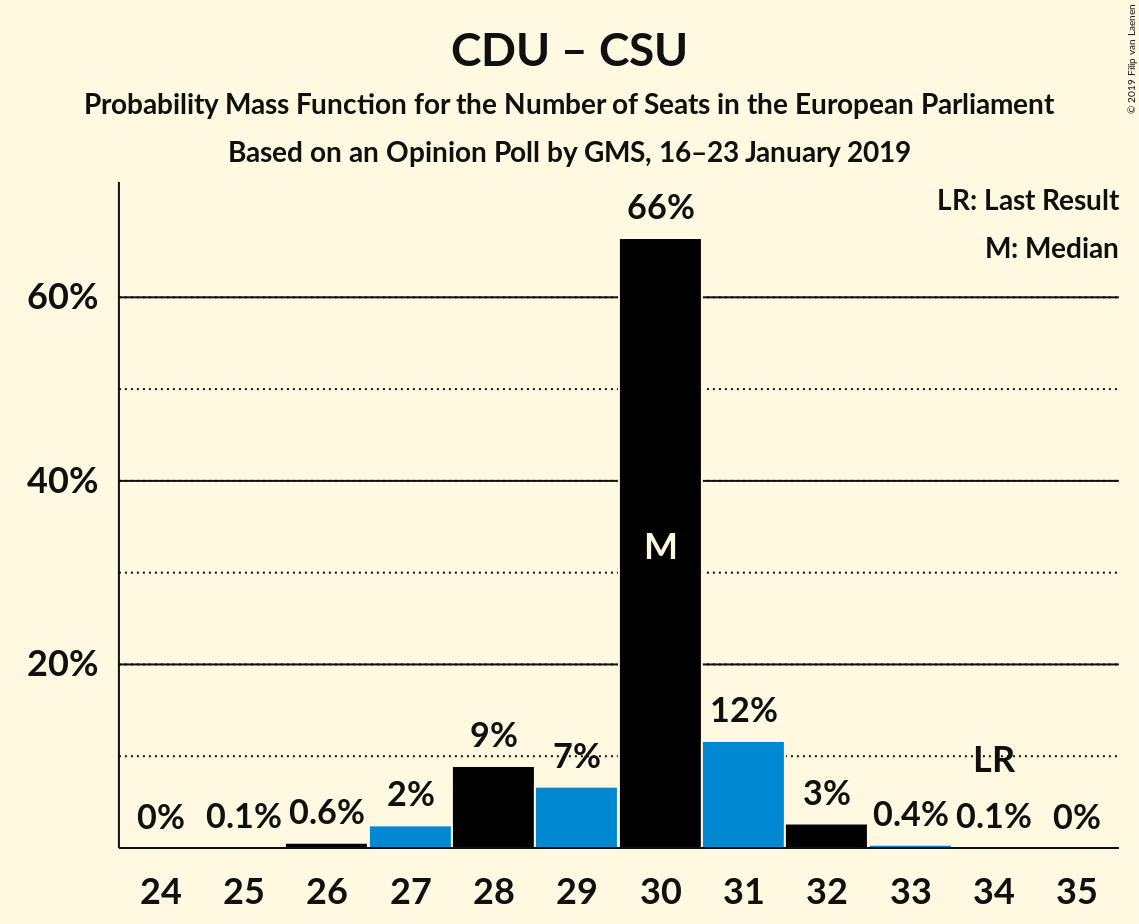 CDU – CSU
Probability Mass Function for the Number of Seats in the European Parliament
Based on an Opinion Poll by GMS, 16–23 January 2019
© 2019 Filip van Laenen
LR: Last Result
M: Median
66%
60%
40%
M
20%
12%
9%
7%
LR
2%
3%
0%
0.1%
0.6%
0.4%
0.1%
0%
24 25 26 27 28 29 30 31 32 33 34 35